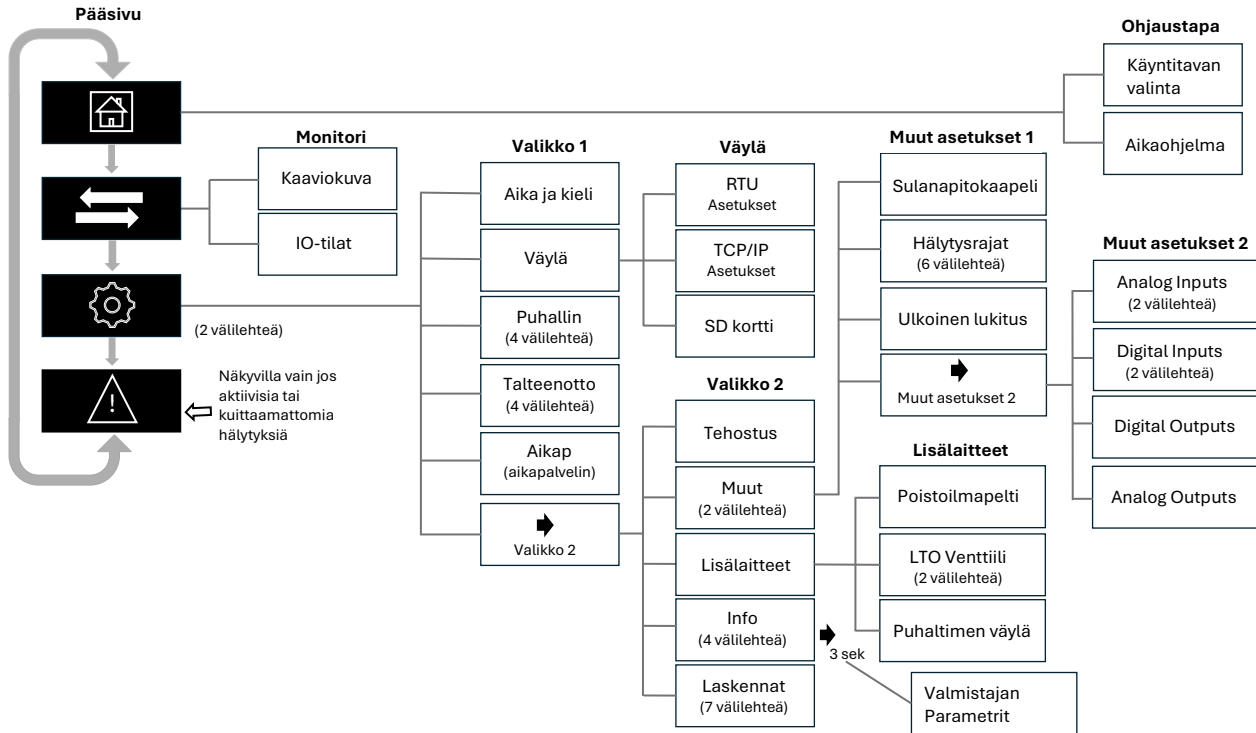 Pääsivu
Monitori
Kaaviokuva
IO-tilat
(2 välilehteä)
Näkyvilla vain jos
aktiivisia tai
kuittaamattomia
hälytyksiä
!
Valikko 1
Aika ja kieli
Väylä
Puhallin
(4 välilehteä)
Talteenotto
(4 välilehteä)
Aikap
(aikapalvelin)
Valikko 2
Väylä
RTU
Asetukset
TCP/IP
Asetukset
SD kortti
Valikko 2
Tehostus
Muut
(2 välilehteä)
Lisälaitteet
Info
(4 välilehteä)
Laskennat
(7 välilehteä)
3 sek
Muut asetukset 1
Sulanapitokaapeli
Hälytysrajat
(6 välilehteä)
Ulkoinen lukitus
Muut asetukset 2
Lisälaitteet
Poistoilmapelti
LTO Venttiili
(2 välilehteä)
Puhaltimen väylä
Valmistajan
Parametrit
Ohjaustapa
Käyntitavan
valinta
Aikaohjelma
Muut asetukset 2
Analog Inputs
(2 välilehteä)
Digital Inputs
(2 välilehteä)
Digital Outputs
Analog Outputs